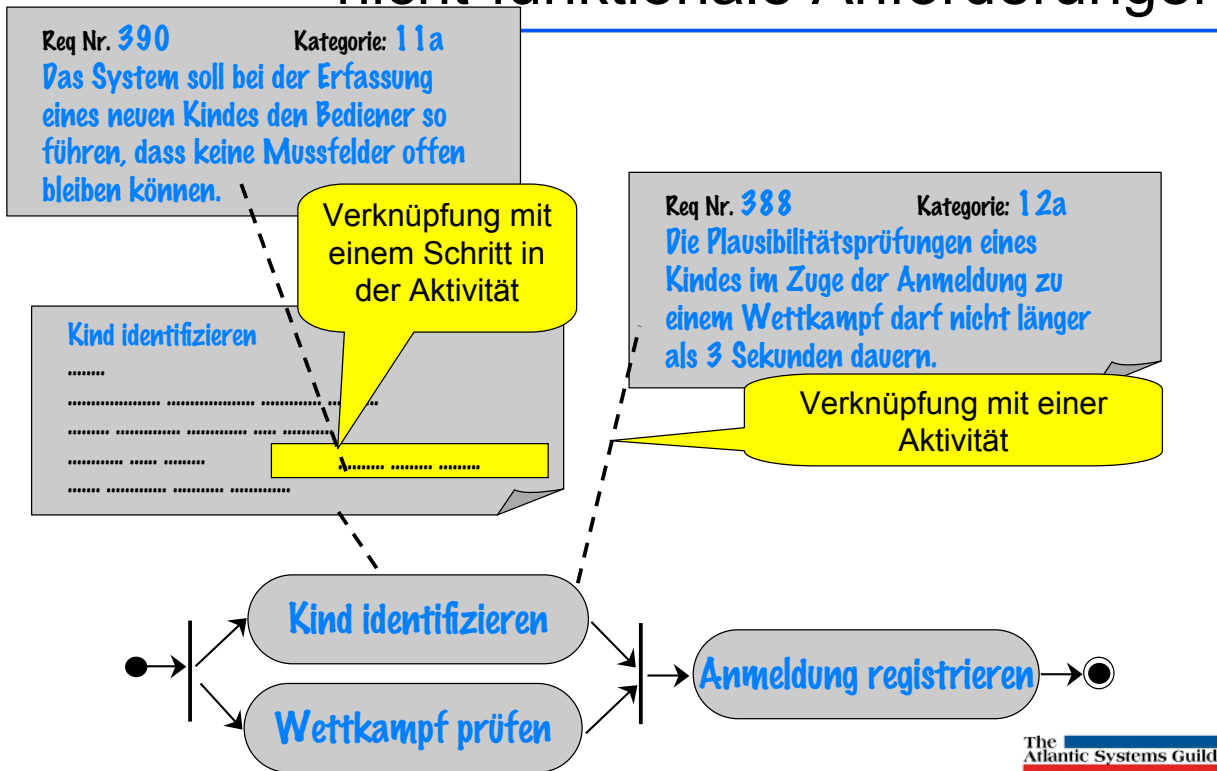 nicht-funktionale Anforderungen
Req Nr. 390 Kategorie: 11a
Das System soll bei der Erfassung
eines neuen Kindes den Bediener so
führen, dass keine Mussfelder offen
bleiben können.
Verknüpfung mit
einem Schritt in
der Aktivität
Req Nr. 388 Kategorie: 12a
Die Plausibilitätsprüfungen eines
Kindes im Zuge der Anmeldung zu
einem Wettkampf darf nicht länger
als 3 Sekunden dauern.
Kind identifizieren
........
.................. .................. ............ ..........
........ ............. ............ ..... ..........
........... ...... ........ ......... ......... .........
....... ............ .......... ............
Verknüpfung mit einer
Aktivität
Kind identifizieren
Anmeldung registrieren
Wettkampf prüfen
The
Atlantic Systems Guild